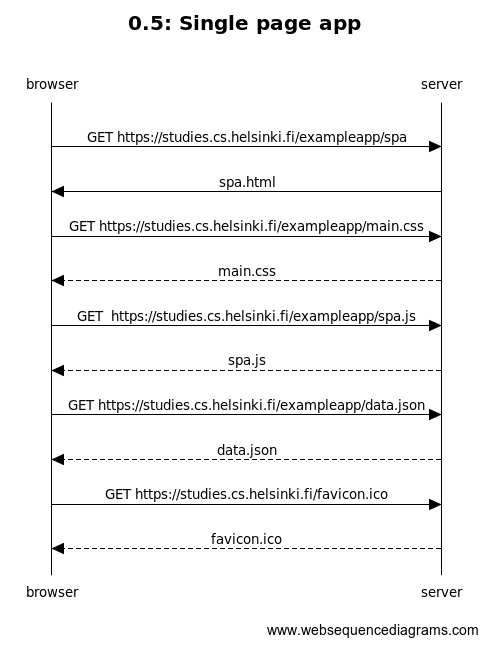 0.5: Single page app
browser server
GET https://studies.cs.helsinki.fi/exampleapp/spa
spa.html
GET https://studies.cs.helsinki.fi/exampleapp/main.css
main.css
GET  https://studies.cs.helsinki.fi/exampleapp/spa.js
spa.js
GET https://studies.cs.helsinki.fi/exampleapp/data.json
data.json
GET https://studies.cs.helsinki.fi/favicon.ico
favicon.ico
browser server
www.websequencediagrams.com